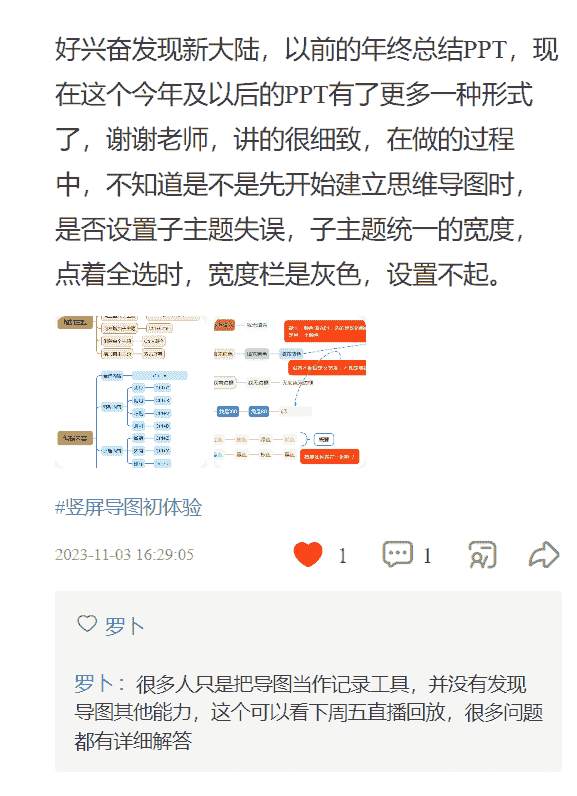 好兴奋发现新大陆，以前的年终总结PPT，现
在这个今年及以后的PPT有了更多一种形式
了，谢谢老师，讲的很细致，在做的过程
中，不知道是不是先开始建立思维导图时，
是否设置子主题失误，子主题统一的宽度，
点着全选时，宽度栏是灰色，设置不起。
#竖屏导图初体验
2023-11-03 16:29:05
1
1
罗卜
罗卜：很多人只是把导图当作记录工具，并没有发现
导图其他能力，这个可以看下周五直播回放，很多问题
都有详细解答